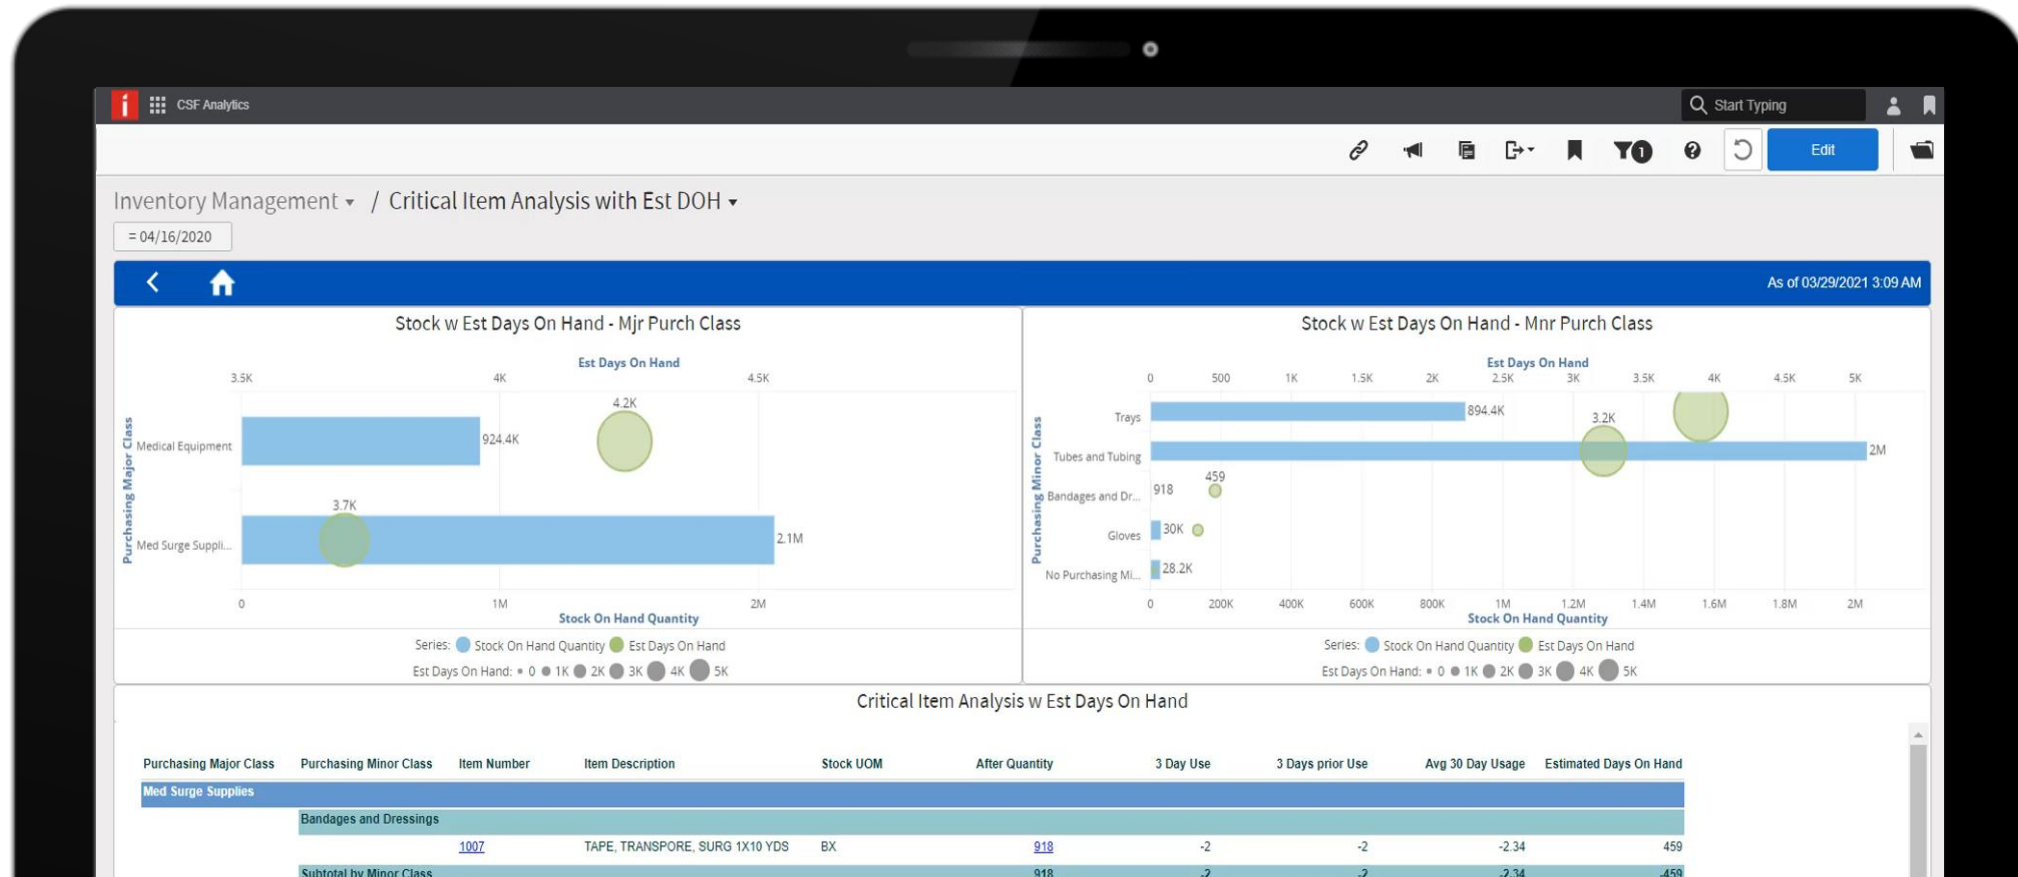 CSF Analytics
Start Typing
1
Edit
Inventory Management / Critical Item Analysis with Est DOH
= 04/16/2020
As of 03/29/2021 3:09 AM
Stock w Est Days On Hand - Mjr Purch Class
Est Days On Hand
3.5K 4K 4.5K
Purchasing Major Class
4.2K
Medical Equipment 924.4K
3.7K
Med Surge Suppli... 2.1M
0 1M 2M
Stock On Hand Quantity
Series: Stock On Hand Quantity Est Days On Hand
Est Days On Hand: 0 1K 2K 3K 4K 5K
Stock w Est Days On Hand - Mnr Purch Class
Est Days On Hand
0 500 1K 1.5K 2K 2.5K 3K 3.5K 4K 4.5K 5K
Purchasing Minor Class
Trays 894.4K
3.2K
Tubes and Tubing 2M
Bandages and Dr... 918 459
Gloves 30K
No Purchasing Mi... 28.2K
0 200K 400K 600K 800K 1M 1.2M 1.4M 1.6M 1.8M 2M
Stock On Hand Quantity
Series: Stock On Hand Quantity Est Days On Hand
Est Days On Hand: 0 1K 2K 3K 4K 5K
Critical Item Analysis w Est Days On Hand
Purchasing Major Class Purchasing Minor Class Item Number Item Description Stock UOM After Quantity 3 Day Use 3 Days prior Use Avg 30 Day Usage Estimated Days On Hand
Med Surge Supplies
Bandages and Dressings
1007 TAPE, TRANSPORE, SURG 1X10 YDS BX 918 -2 -2 -2.34 459
Subtotal by Minor Class 918 -2 -2 -2.34 -459